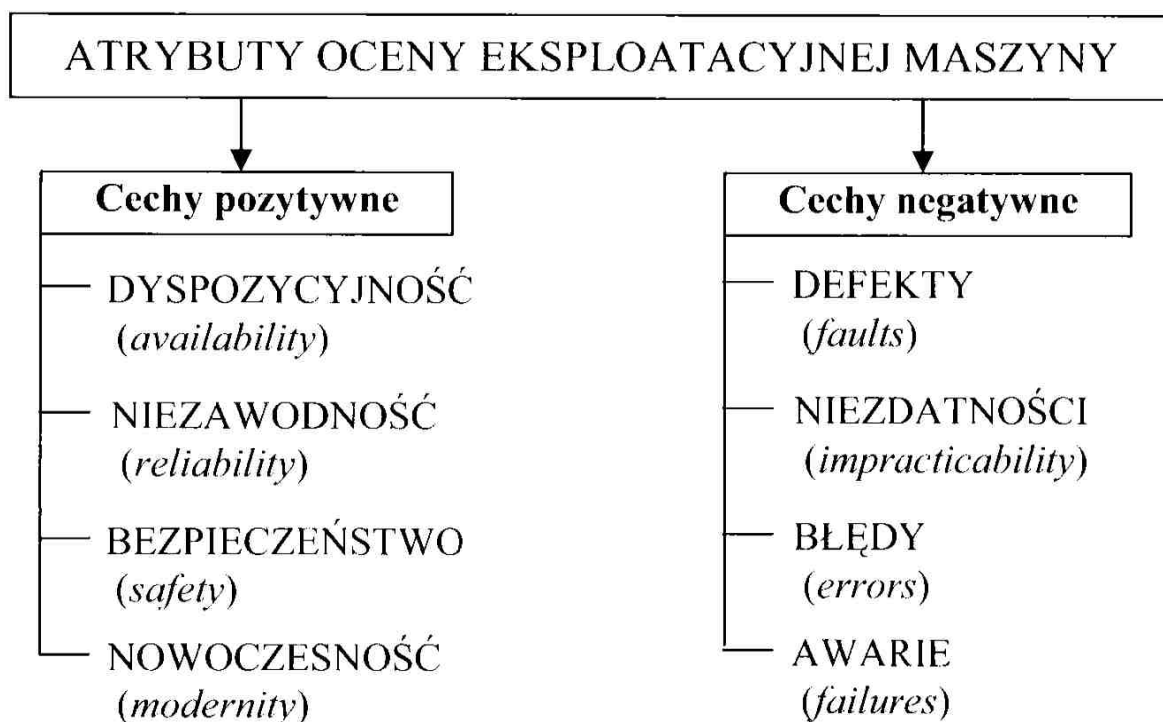 ATRYBUTY OCENY EKSPLOATACYJNEJ MASZYNY
Cechy pozytywne
DYSPOZYCYJNOŚĆ
(availability)
NIEZAWODNOŚĆ
(reliability)
BEZPIECZEŃSTWO
(safety)
NOWOCZESNOŚĆ
(modernity)
Cechy negatywne
DEFEKTY
(faults)
NIEZDATNOŚCI
(impracticability)
BŁĘDY
(errors)
AWARIE
(failures)